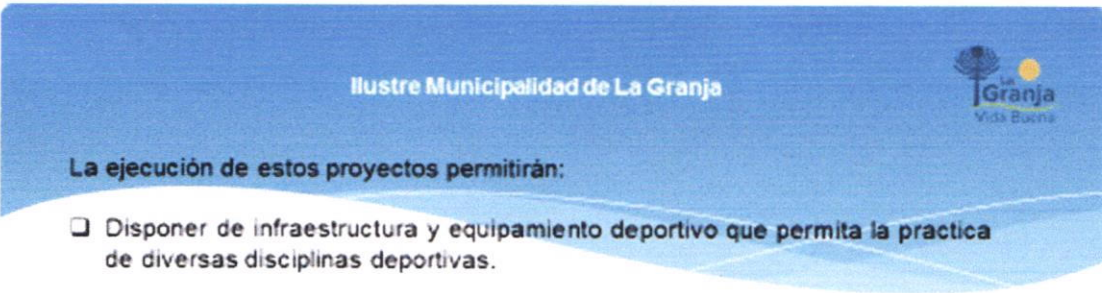 Ilustre Municipalidad de La Granja
La
Granja
Vida Buena
La ejecución de estos proyectos permitirán:
❑ Disponer de infraestructura y equipamiento deportivo que permita la practica
de diversas disciplinas deportivas.